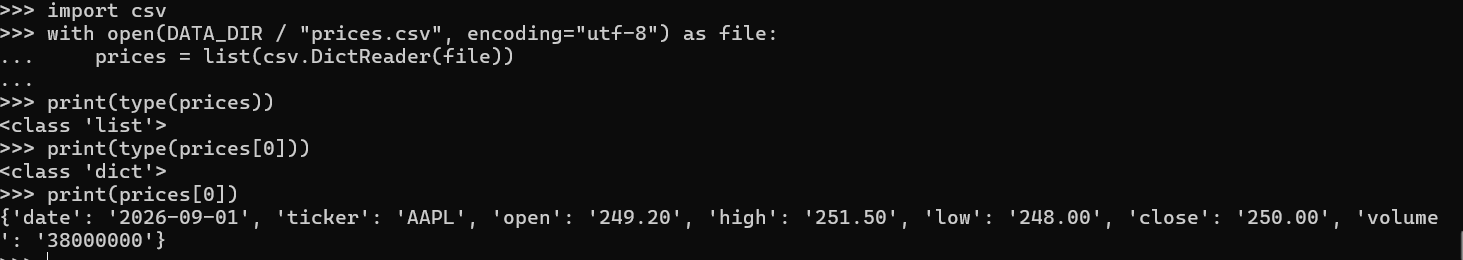 >>> import csv
>>> with open(DATA_DIR / "prices.csv", encoding="utf-8") as file:
...     prices = list(csv.DictReader(file))
...
>>> print(type(prices))
<class 'list'>
>>> print(type(prices[0]))
<class 'dict'>
>>> print(prices[0])
{'date': '2026-09-01', 'ticker': 'AAPL', 'open': '249.20', 'high': '251.50', 'low': '248.00', 'close': '250.00', 'volume
': '38000000'}
>>>